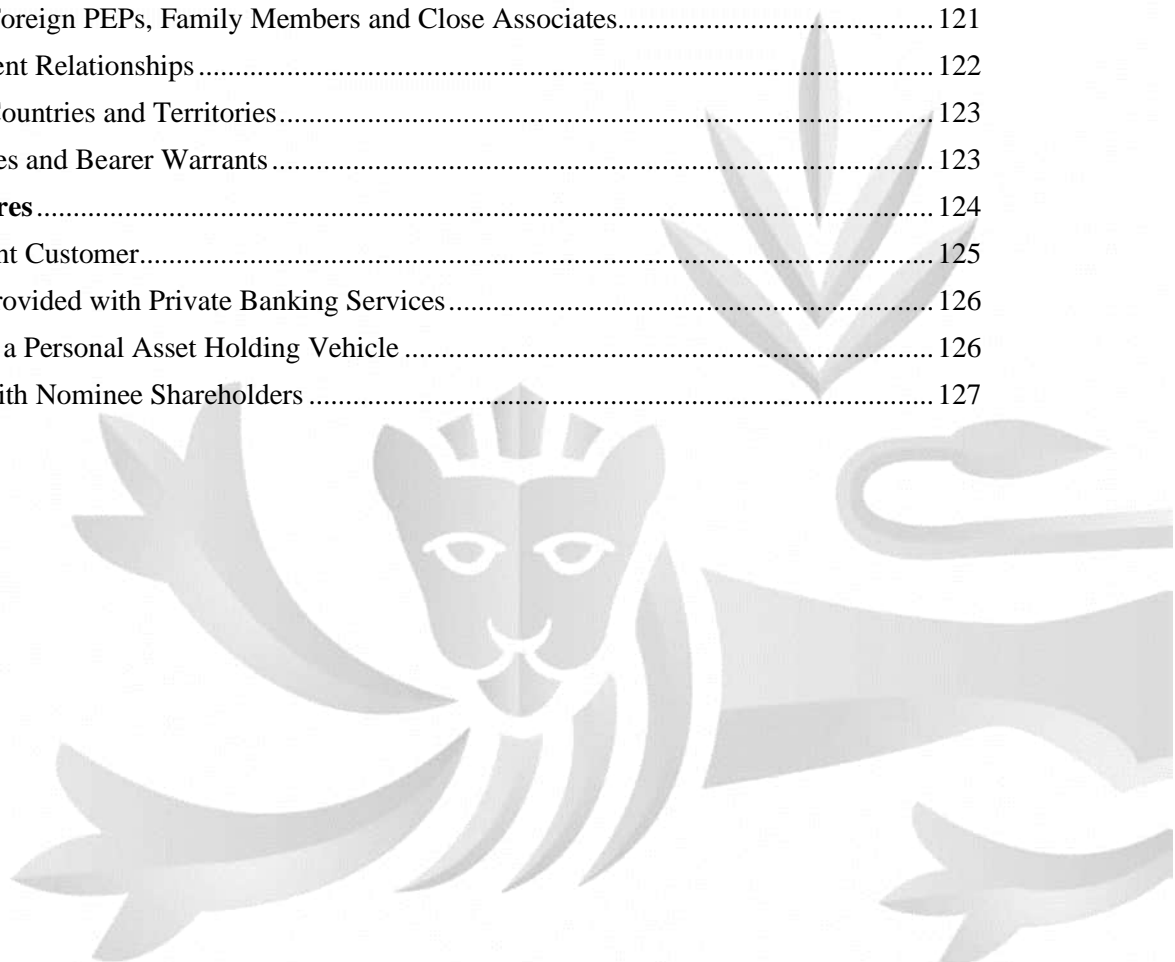 oreign PEPs, Family Members and Close Associates.......................................................................... 121
ent Relationships.......................................................................... 122
Countries and Territories.......................................................................... 123
es and Bearer Warrants.......................................................................... 123
res.......................................................................... 124
nt Customer.......................................................................... 125
rovided with Private Banking Services.......................................................................... 126
a Personal Asset Holding Vehicle.......................................................................... 126
ith Nominee Shareholders.......................................................................... 127